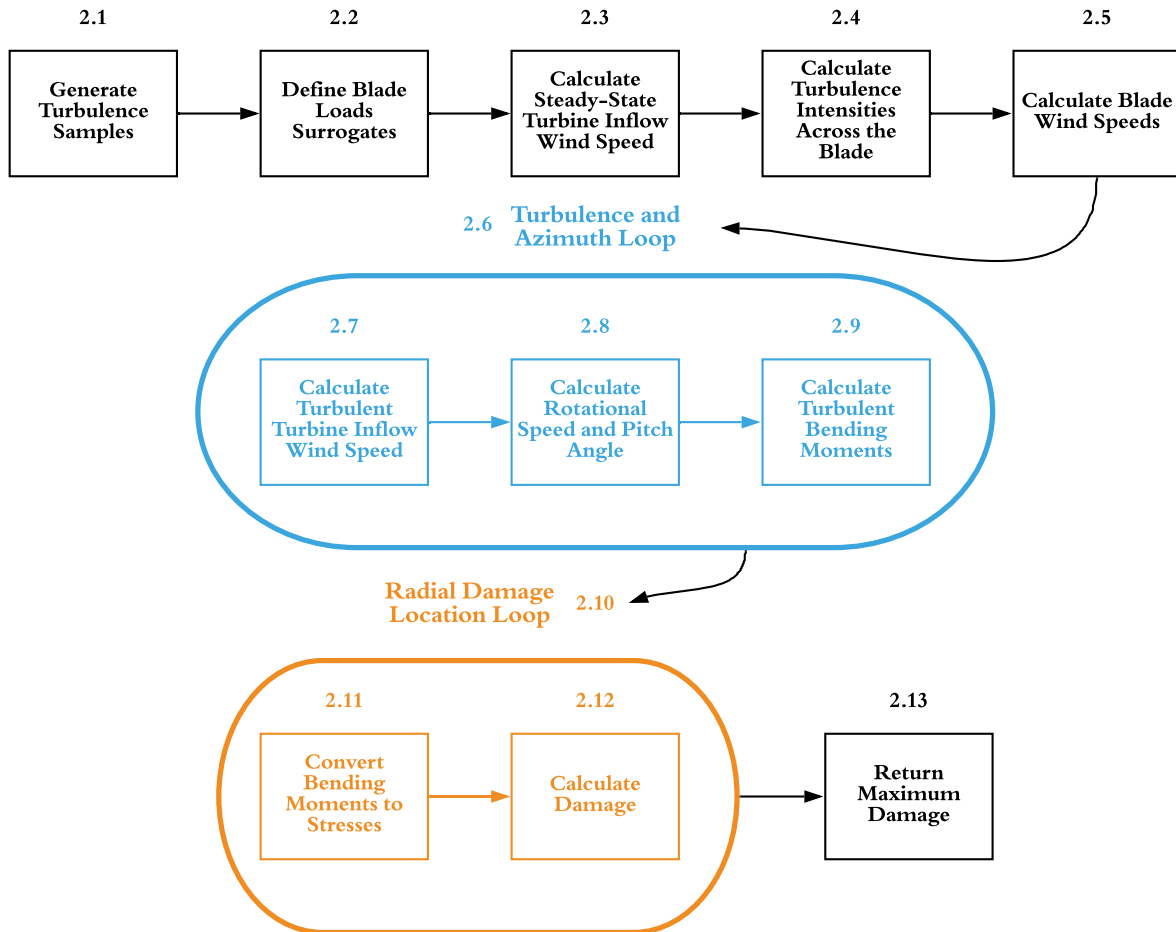 2.1
2.2
2.3
2.4
2.5
Generate
Turbulence
Samples
Define Blade
Loads
Surrogates
Calculate
Steady-State
Turbine Inflow
Wind Speed
Calculate
Turbulence
Intensities
Across the
Blade
Calculate Blade
Wind Speeds
2.6
Turbulence and
Azimuth Loop
2.7
2.8
2.9
Calculate
Turbulent
Turbine Inflow
Wind Speed
Calculate
Rotational
Speed and Pitch
Angle
Calculate
Turbulent
Bending
Moments
Radial Damage
Location Loop
2.10
2.11
2.12
2.13
Convert
Bending
Moments to
Stresses
Calculate
Damage
Return
Maximum
Damage